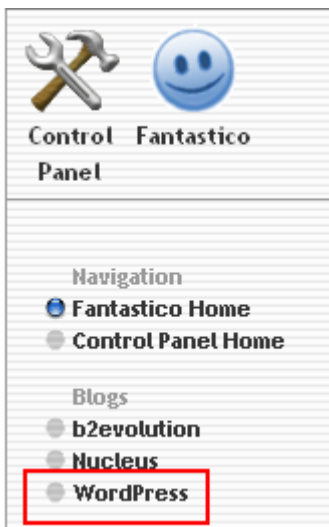 Control Fantastico
Panel
Navigation
Fantastico Home
Control Panel Home
Blogs
b2evolution
Nucleus
WordPress